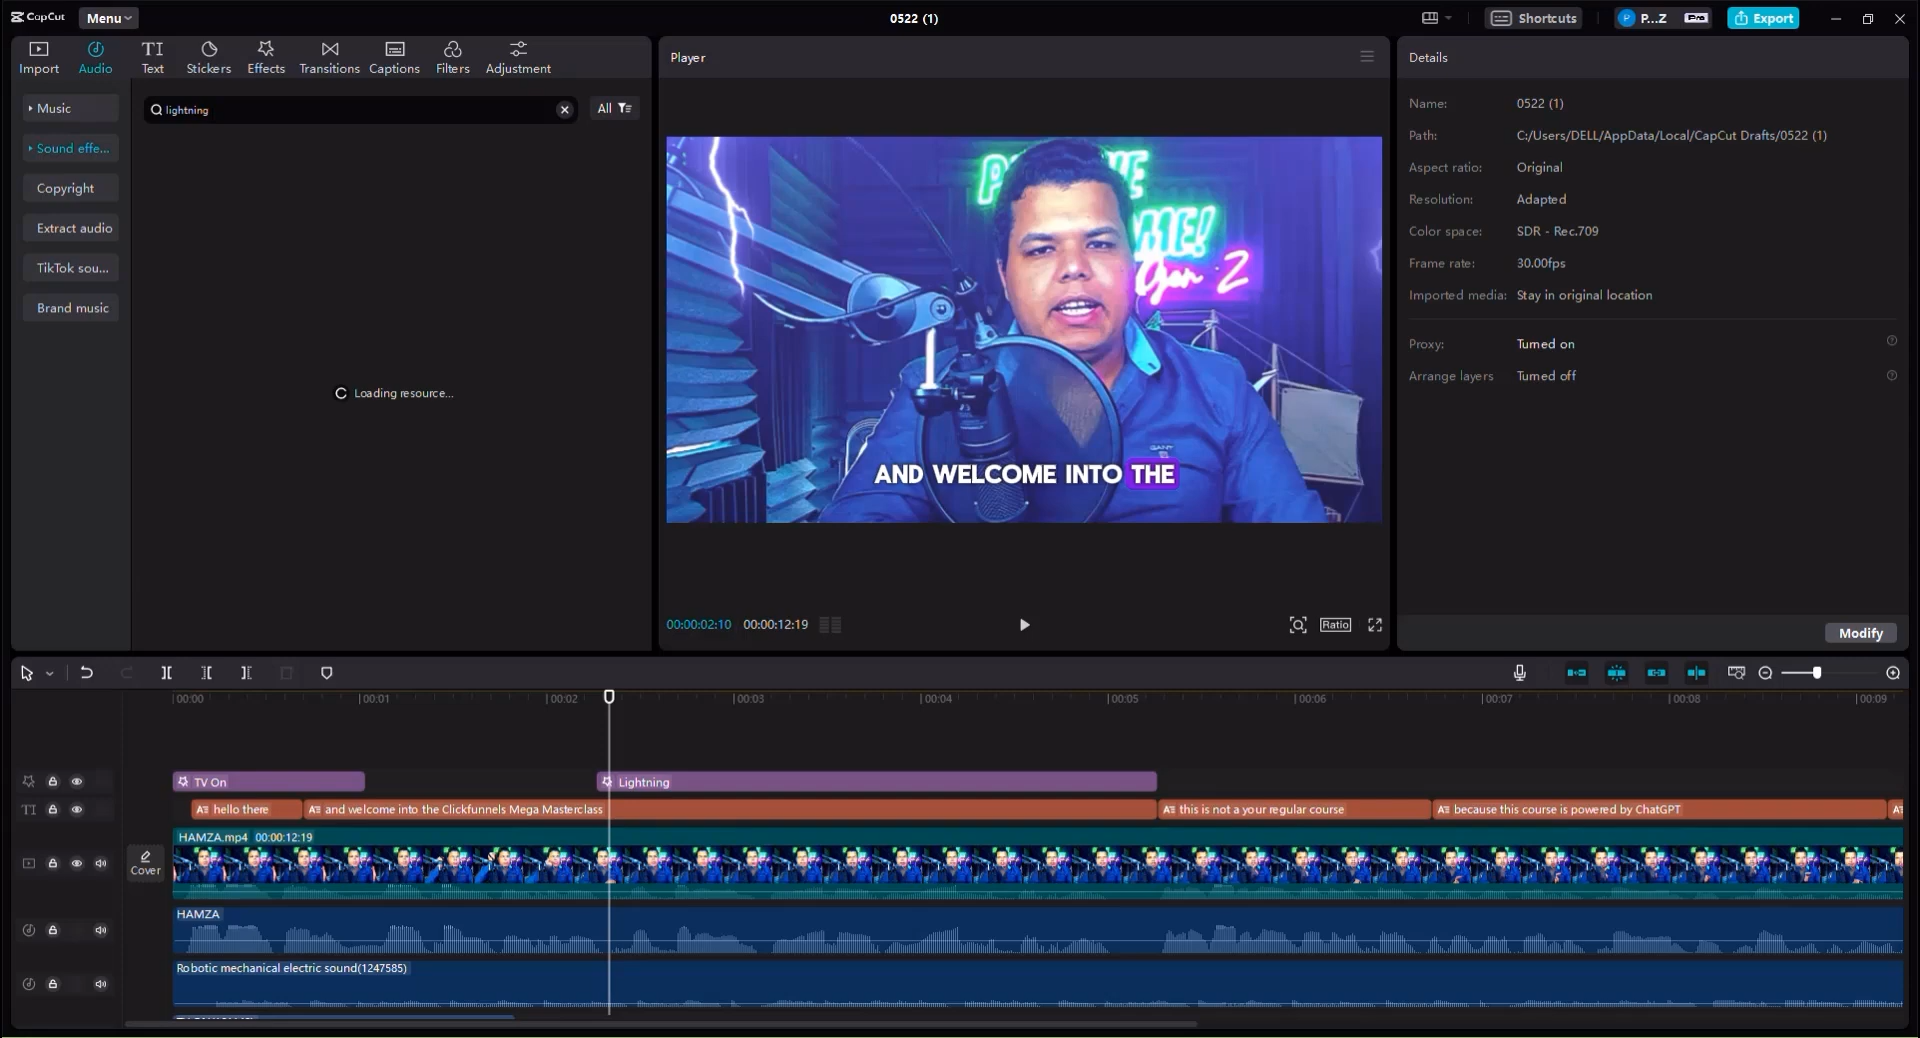 CapCut
Menu
0522 (1)
Shortcuts
P...Z
Pro
Export
Import
Audio
TI
Text
Stickers
Effects
Transitions
Captions
Filters
Adjustment
Music
Sound effe...
Copyright
Extract audio
TikTok sou...
Brand music
lightning
All
Loading resource...
Player
ME!
Gen Z
AND WELCOME INTO THE
00:00:02:10
00:00:12:19
Ratio
Details
Name:
0522 (1)
Path:
C:/Users/DELL/AppData/Local/CapCut Drafts/0522 (1)
Aspect ratio:
Original
Resolution:
Adapted
Color space:
SDR - Rec.709
Frame rate:
30.00fps
Imported media:
Stay in original location
Proxy:
Turned on
Arrange layers
Turned off
Modify
00:00
00:01
00:02
00:03
00:04
00:05
00:06
00:07
00:08
00:09
TV On
Lightning
TI
hello there
and welcome into the Clickfunnels Mega Masterclass
this is not a your regular course
because this course is powered by ChatGPT
HAMZA.mp4 00:00:12:19
Cover
HAMZA
Robotic mechanical electric sound(1247585)